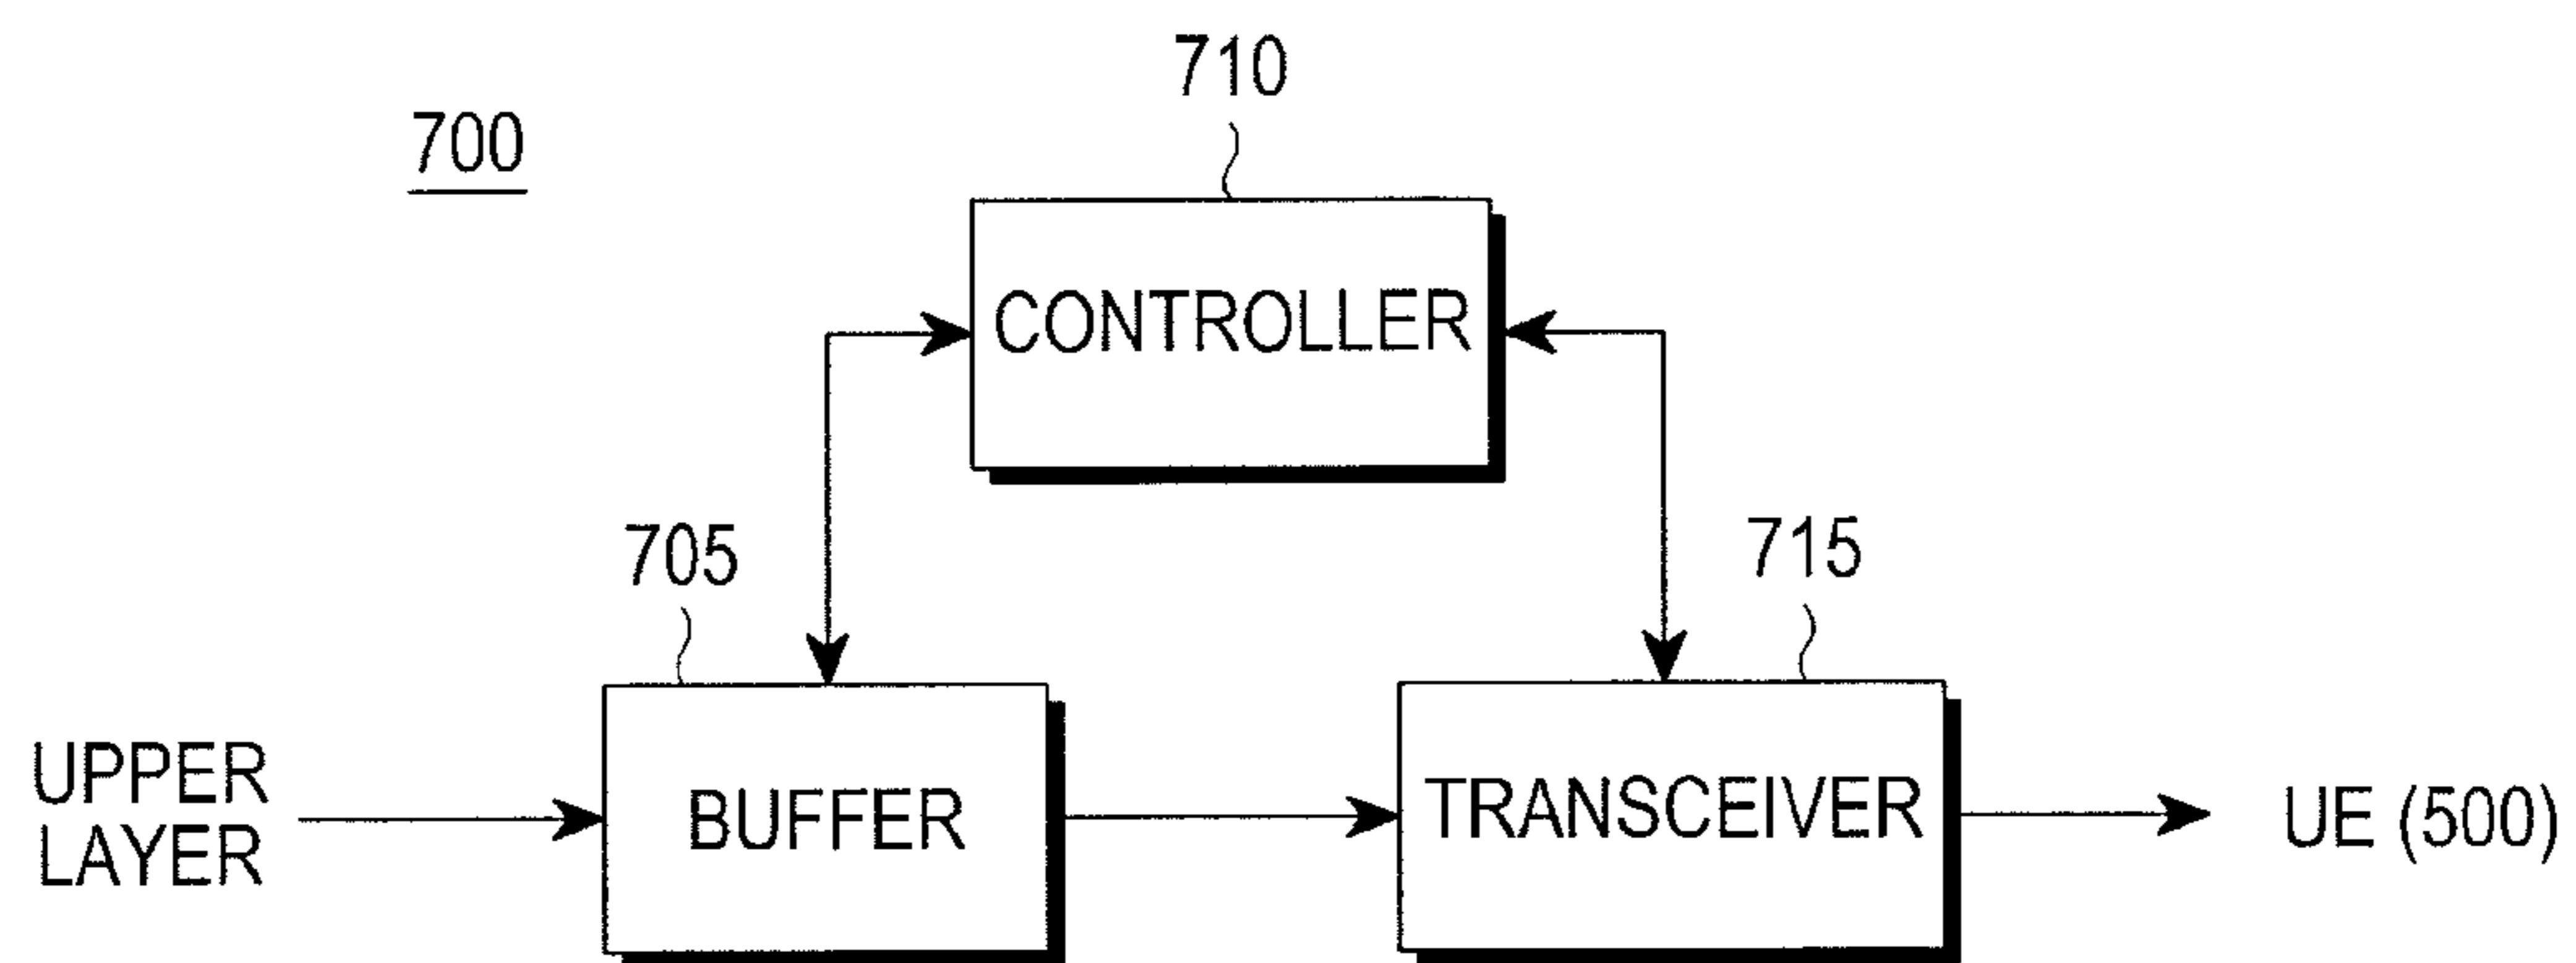 710
700
CONTROLLER
705
715
UPPER
LAYER
BUFFER
TRANSCEIVER
UE (500)